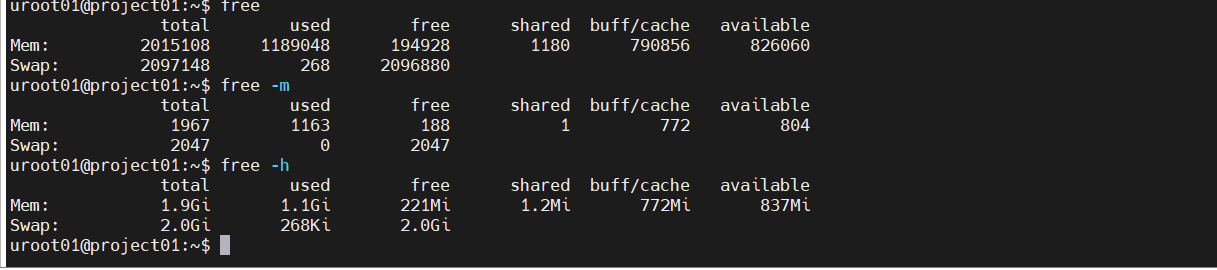 uroot01@project01:~$ free
total used free shared buff/cache available
Mem: 2015108 1189048 194928 1180 790856 826060
Swap: 2097148 268 2096880
uroot01@project01:~$ free -m
total used free shared buff/cache available
Mem: 1967 1163 188 1 772 804
Swap: 2047 0 2047
uroot01@project01:~$ free -h
total used free shared buff/cache available
Mem: 1.9Gi 1.1Gi 221Mi 1.2Mi 772Mi 837Mi
Swap: 2.0Gi 268Ki 2.0Gi
uroot01@project01:~$